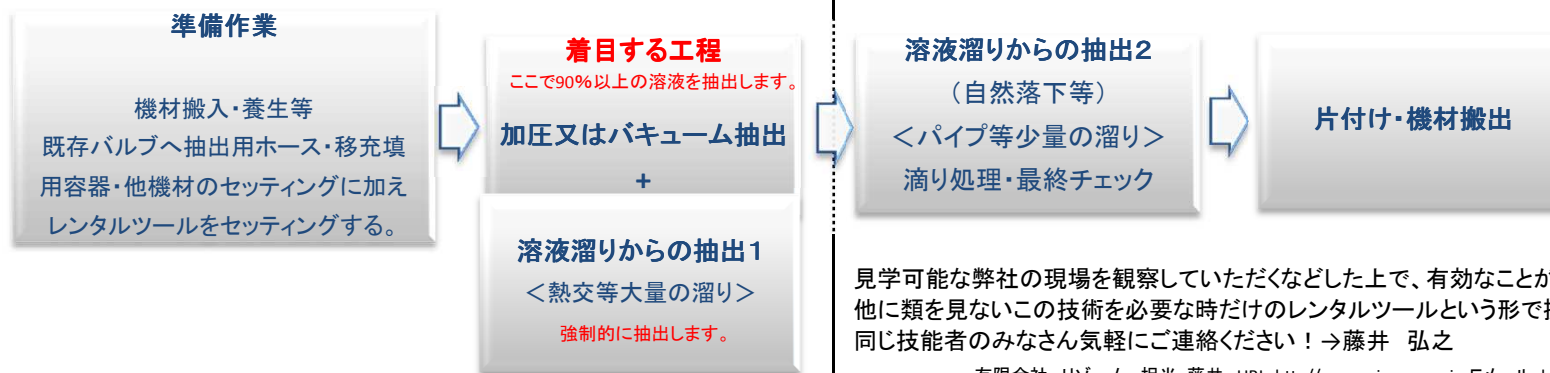 準備作業
機材搬入・養生等
既存バルブへ抽出用ホース・移充填
用容器・他機材のセッティングに加え
レンタルツールをセッティングする。
着目する工程
ここで90%以上の溶液を抽出します。
加圧又はバキューム抽出
+
溶液溜りからの抽出1
＜熱交等大量の溜り＞
強制的に抽出します。
溶液溜りからの抽出2
（自然落下等）
＜パイプ等少量の溜り＞
滴り処理・最終チェック
片付け・機材搬出
見学可能な弊社の現場を観察していただくなどした上で、有効なことが
他に類を見ないこの技術を必要な時だけのレンタルツールという形で
同じ技能者のみなさん気軽にご連絡ください！→藤井 弘之